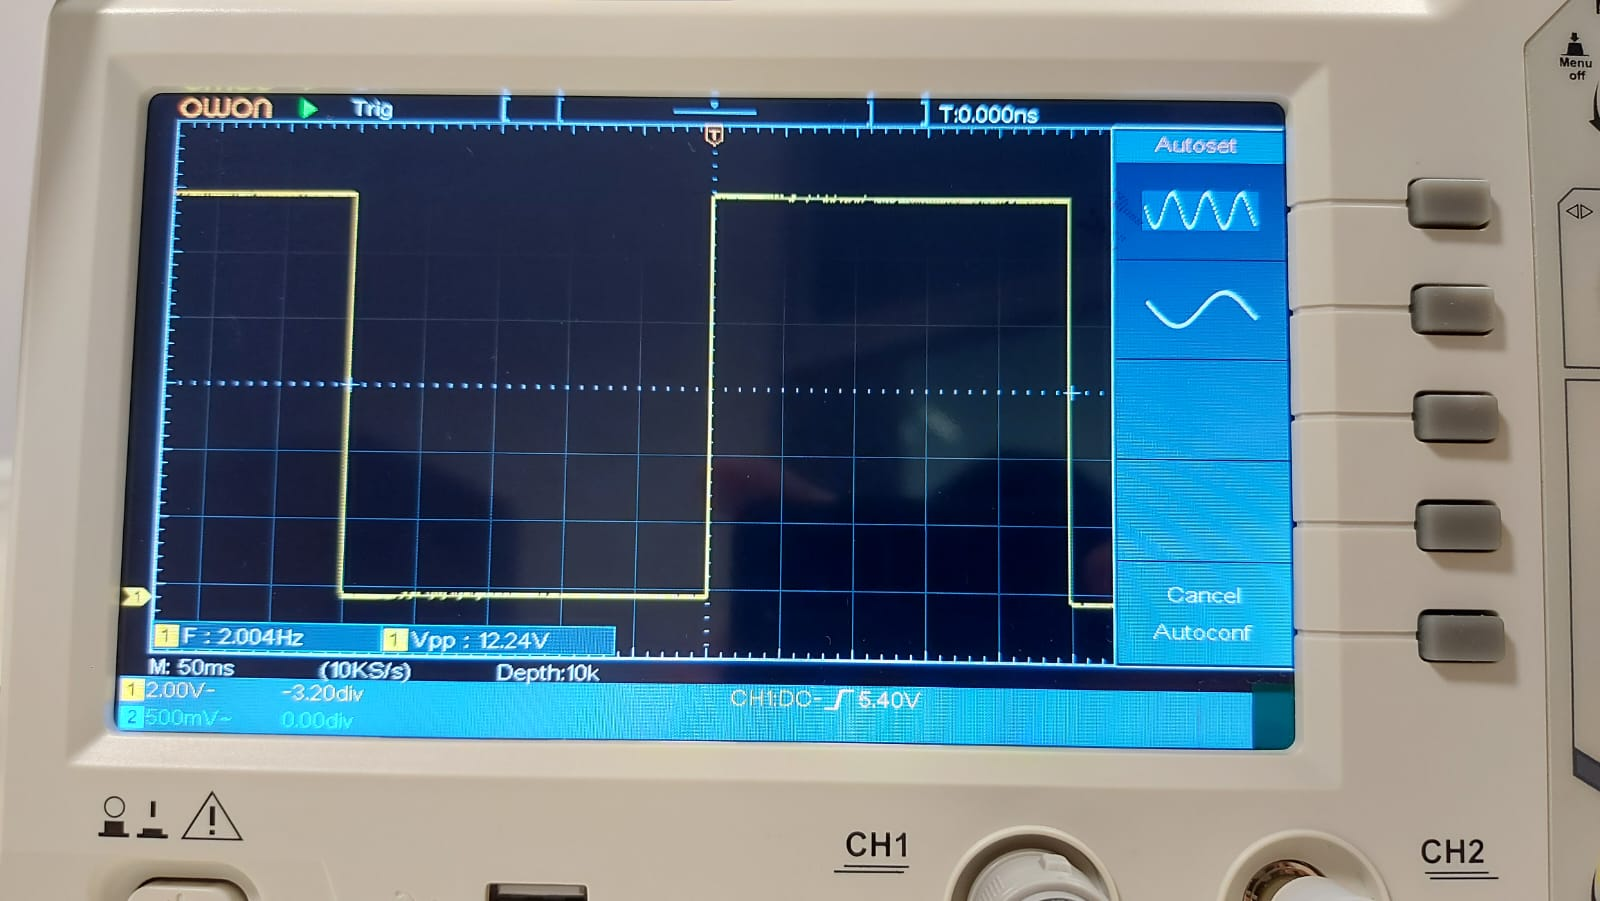 Menu
off
OWON Trig T:0.000ns
T
Autoset
1
1 F : 2.004Hz 1 Vpp : 12.24V
Cancel
Autoconf
M: 50ms (10KS/s) Depth:10k
1 2.00V- -3.20div CH1:DC- 5.40V
2 500mV~ 0.00div
CH1
CH2